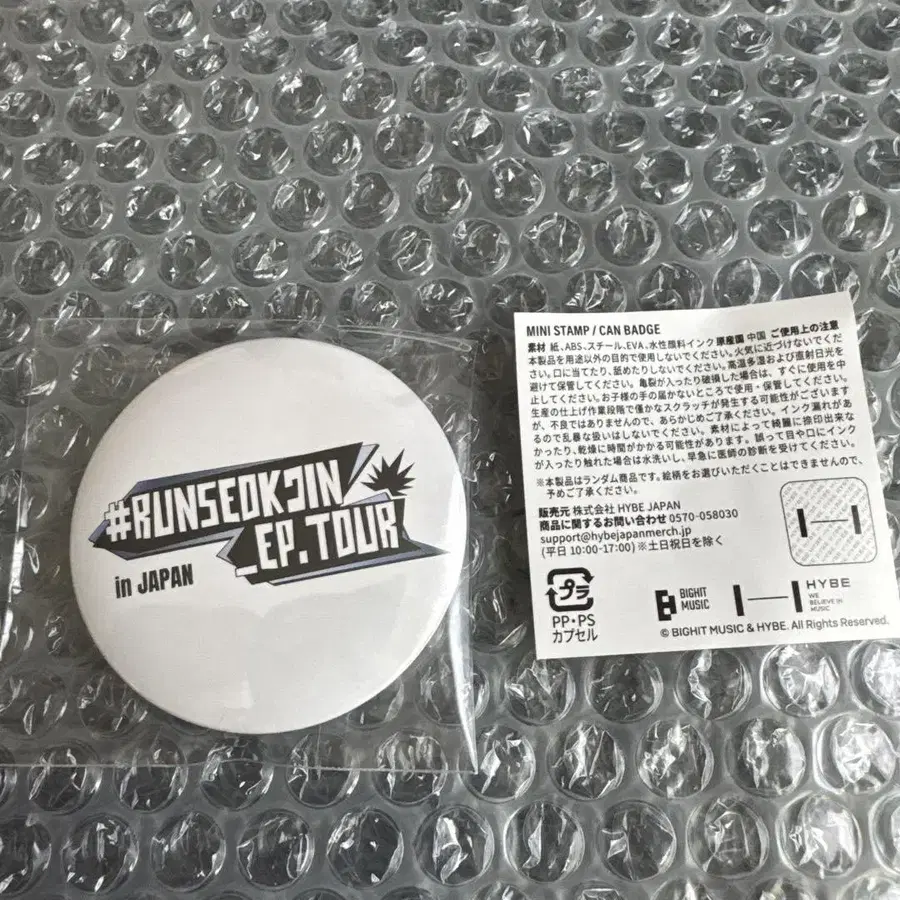 #RUNSEOKJIN
_EP.TOUR
in JAPAN
MINI STAMP / CAN BADGE
素材 紙、ABS、スチール、EVA、水性顔料インク 原産国 中国 ご使用上の注意
本製品を用途以外の目的で使用しないでください。火気に近づけないでくだ
さい。口に当てたり、舐めたりしないでください。高温多湿および直射日光を
避けて保管してください。亀裂が入ったり破損した場合は、すぐに使用を中
止してください。お子様の手の届かないところで使用・保管してください。
生産の仕上げ作業段階で僅かなスクラッチが発生する可能性がございます
が、不良ではありませんので、あらかじめご了承ください。インク漏れがあ
るので乱暴な扱いはしないでください。素材によって綺麗に捺印出来な
かったり、乾燥に時間がかかる可能性があります。誤って目や口にインク
が入ったり触れた場合は水洗いし、早急に医師の診断を受けてください。
※本製品はランダム商品です。絵柄をお選びいただくことはできませんので、
予めご了承ください。
販売元 株式会社 HYBE JAPAN
商品に関するお問い合わせ 0570-058030
support@hybejapanmerch.jp
(平日 10:00-17:00) ※土日祝日を除く
プラ
PP・PS
カプセル
BIGHIT
MUSIC
HYBE
WE
BELIEVE IN
MUSIC
© BIGHIT MUSIC & HYBE. All Rights Reserved.